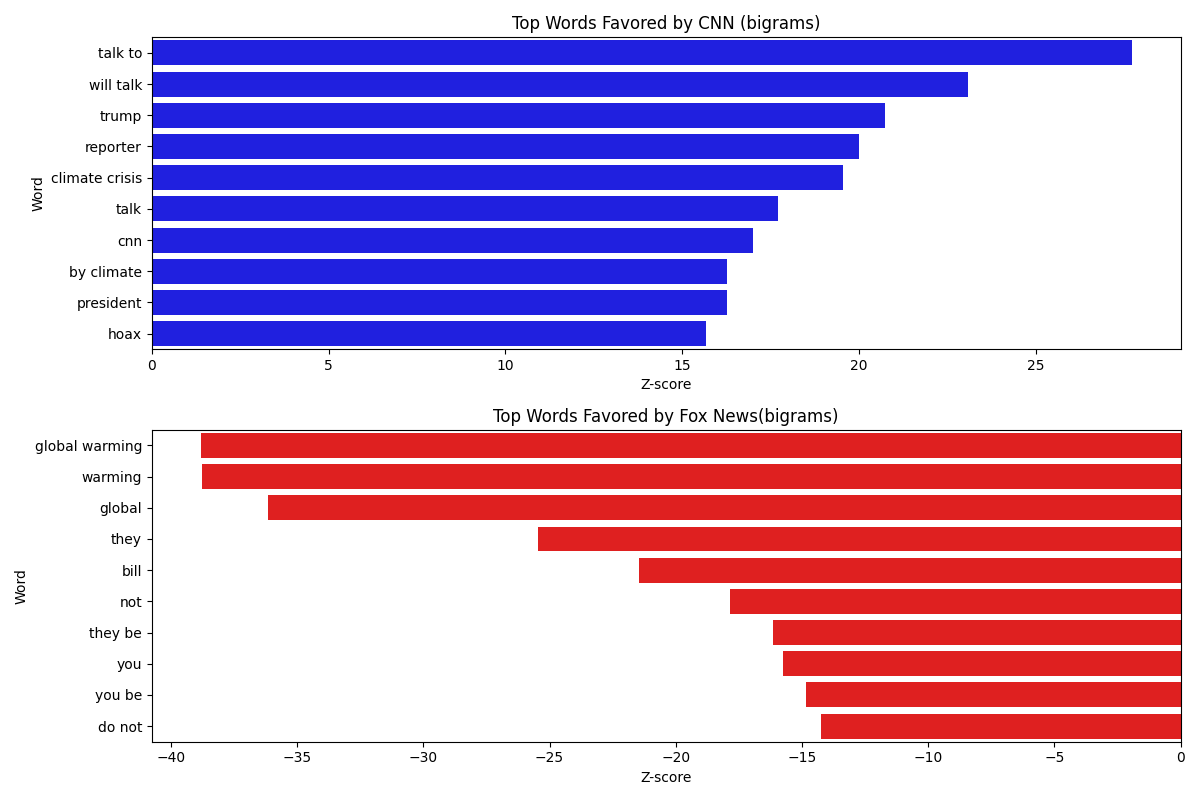 Top Words Favored by CNN (bigrams)
Word
talk to
will talk
trump
reporter
climate crisis
talk
cnn
by climate
president
hoax
0 5 10 15 20 25
Z-score
Top Words Favored by Fox News(bigrams)
Word
global warming
warming
global
they
bill
not
they be
you
you be
do not
−40 −35 −30 −25 −20 −15 −10 −5 0
Z-score